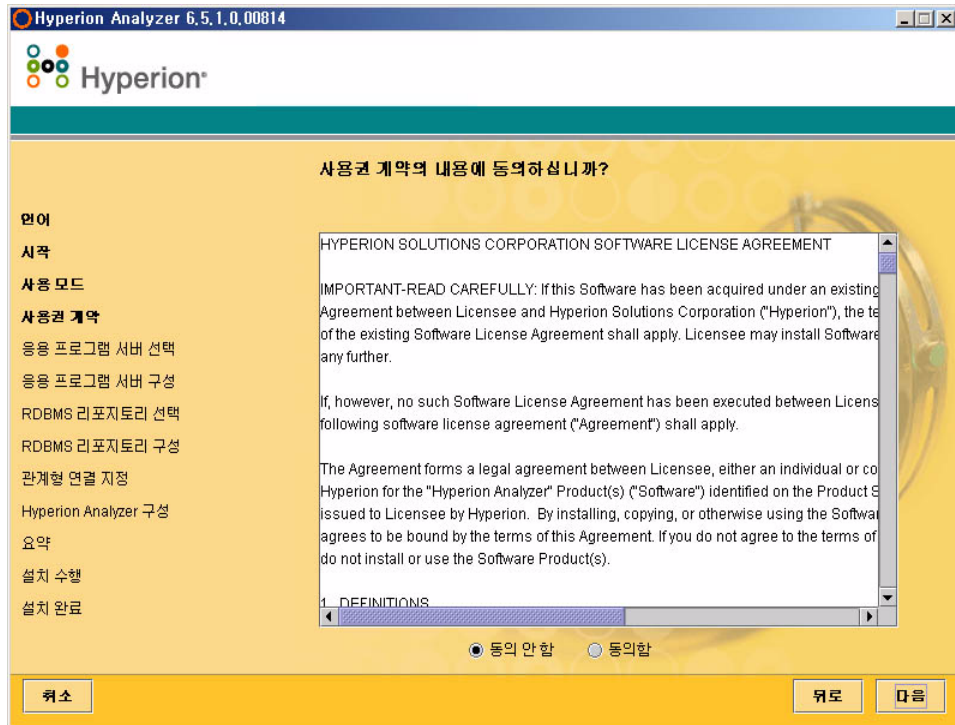 Hyperion Analyzer 6.5.1.0.00814
Hyperion
사용권 계약의 내용에 동의하십니까?
언어
시작
사용 모드
사용권 계약
응용 프로그램 서버 선택
응용 프로그램 서버 구성
RDBMS 리포지토리 선택
RDBMS 리포지토리 구성
관계형 연결 지정
Hyperion Analyzer 구성
요약
설치 수행
설치 완료
HYPERION SOLUTIONS CORPORATION SOFTWARE LICENSE AGREEMENT
IMPORTANT-READ CAREFULLY: If this Software has been acquired under an existing
Agreement between Licensee and Hyperion Solutions Corporation ("Hyperion"), the te
of the existing Software License Agreement shall apply. Licensee may install Software
any further.
If, however, no such Software License Agreement has been executed between Licens
following software license agreement ("Agreement") shall apply.
The Agreement forms a legal agreement between Licensee, either an individual or co
Hyperion for the "Hyperion Analyzer" Product(s) ("Software") identified on the Product S
issued to Licensee by Hyperion. By installing, copying, or otherwise using the Softwar
agrees to be bound by the terms of this Agreement. If you do not agree to the terms of
do not install or use the Software Product(s).
1. DEFINITIONS
동의 안 함 동의함
취소 뒤로 다음